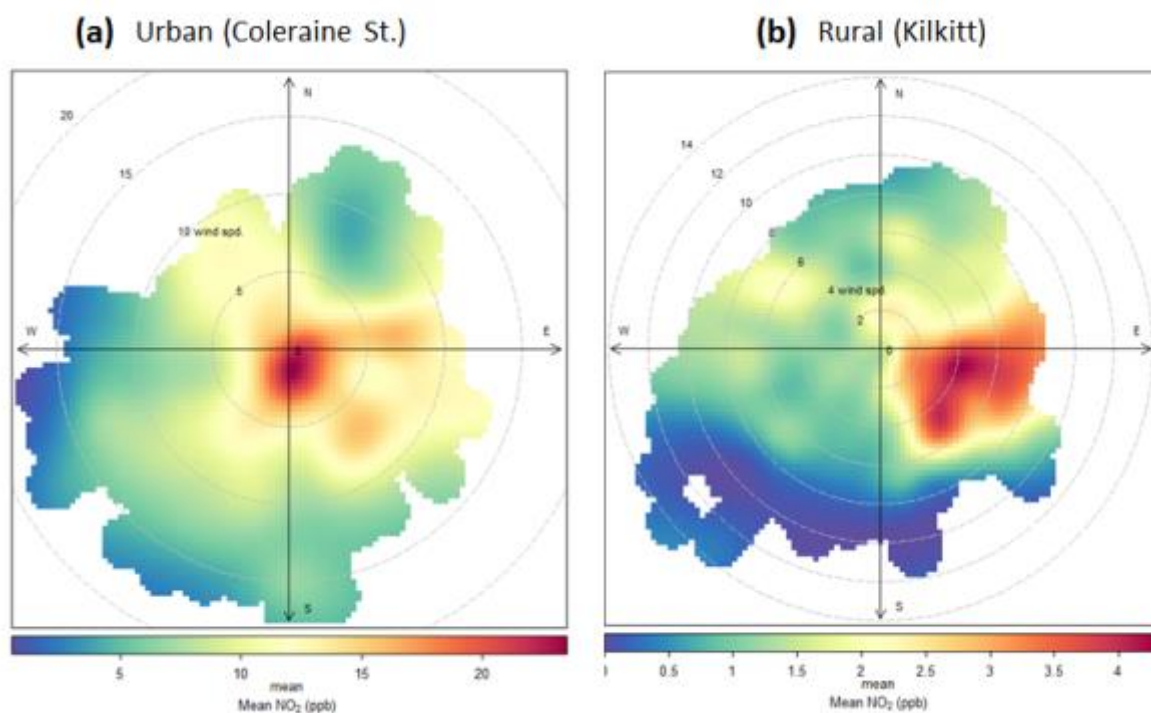 (a) Urban (Coleraine St.)
N
20
15
10 wind spd.
5
W
E
0
S
5 10 15 20
mean
Mean NO₂ (ppb)
(b) Rural (Kilkitt)
N
14
12
10
8
6
4 wind spd.
2
W
E
0
S
0 0.5 1 1.5 2 2.5 3 3.5 4
mean
Mean NO₂ (ppb)